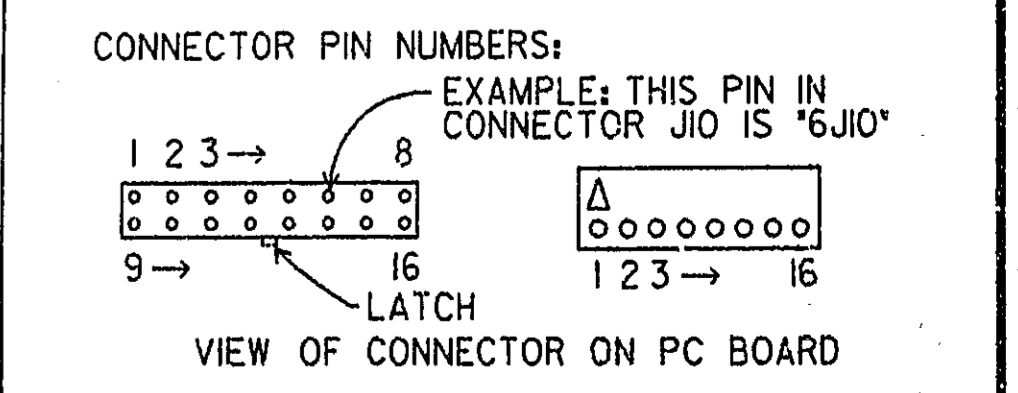 CONNECTOR PIN NUMBERS:
EXAMPLE: THIS PIN IN
CONNECTOR J10 IS "6J10"
1 2 3→ 8
9→ 16
LATCH
1 2 3→ 16
VIEW OF CONNECTOR ON PC BOARD